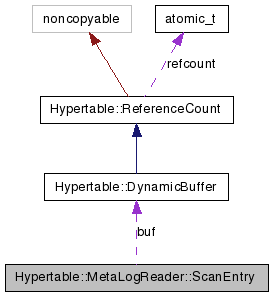 noncopyable
atomic_t
refcount
Hypertable::ReferenceCount
Hypertable::DynamicBuffer
buf
Hypertable::MetaLogReader::ScanEntry